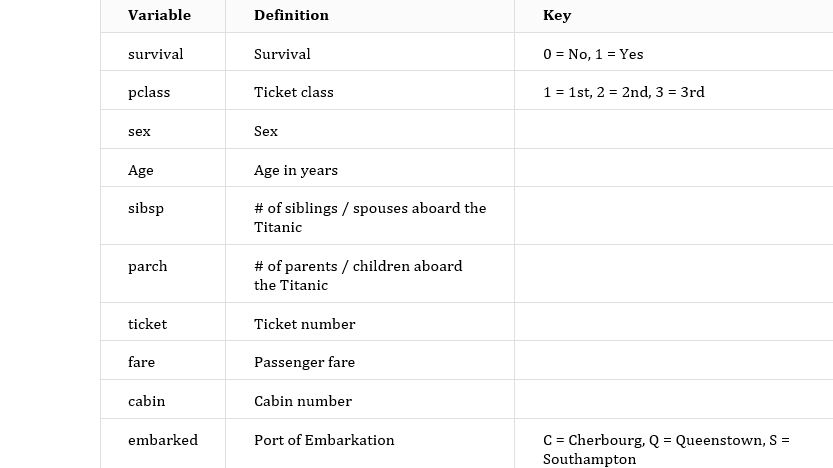 Variable Definition Key
survival Survival 0 = No, 1 = Yes
pclass Ticket class 1 = 1st, 2 = 2nd, 3 = 3rd
sex Sex
Age Age in years
sibsp # of siblings / spouses aboard the
Titanic
parch # of parents / children aboard
the Titanic
ticket Ticket number
fare Passenger fare
cabin Cabin number
embarked Port of Embarkation C = Cherbourg, Q = Queenstown, S =
Southampton